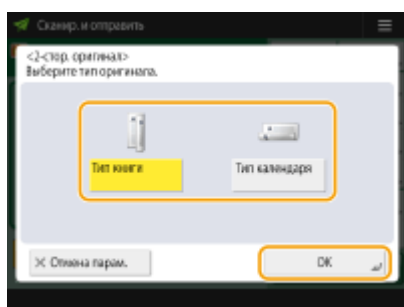 Сканир. и отправить
<2-стор. оригинал>
Выберите тип оригинала.
Тип книги
Тип календаря
Отмена парам.
OK